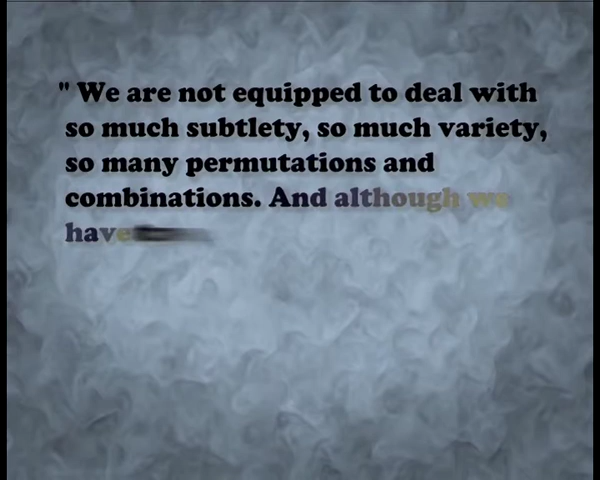 " We are not equipped to deal with
so much subtlety, so much variety,
so many permutations and
combinations. And although we
have